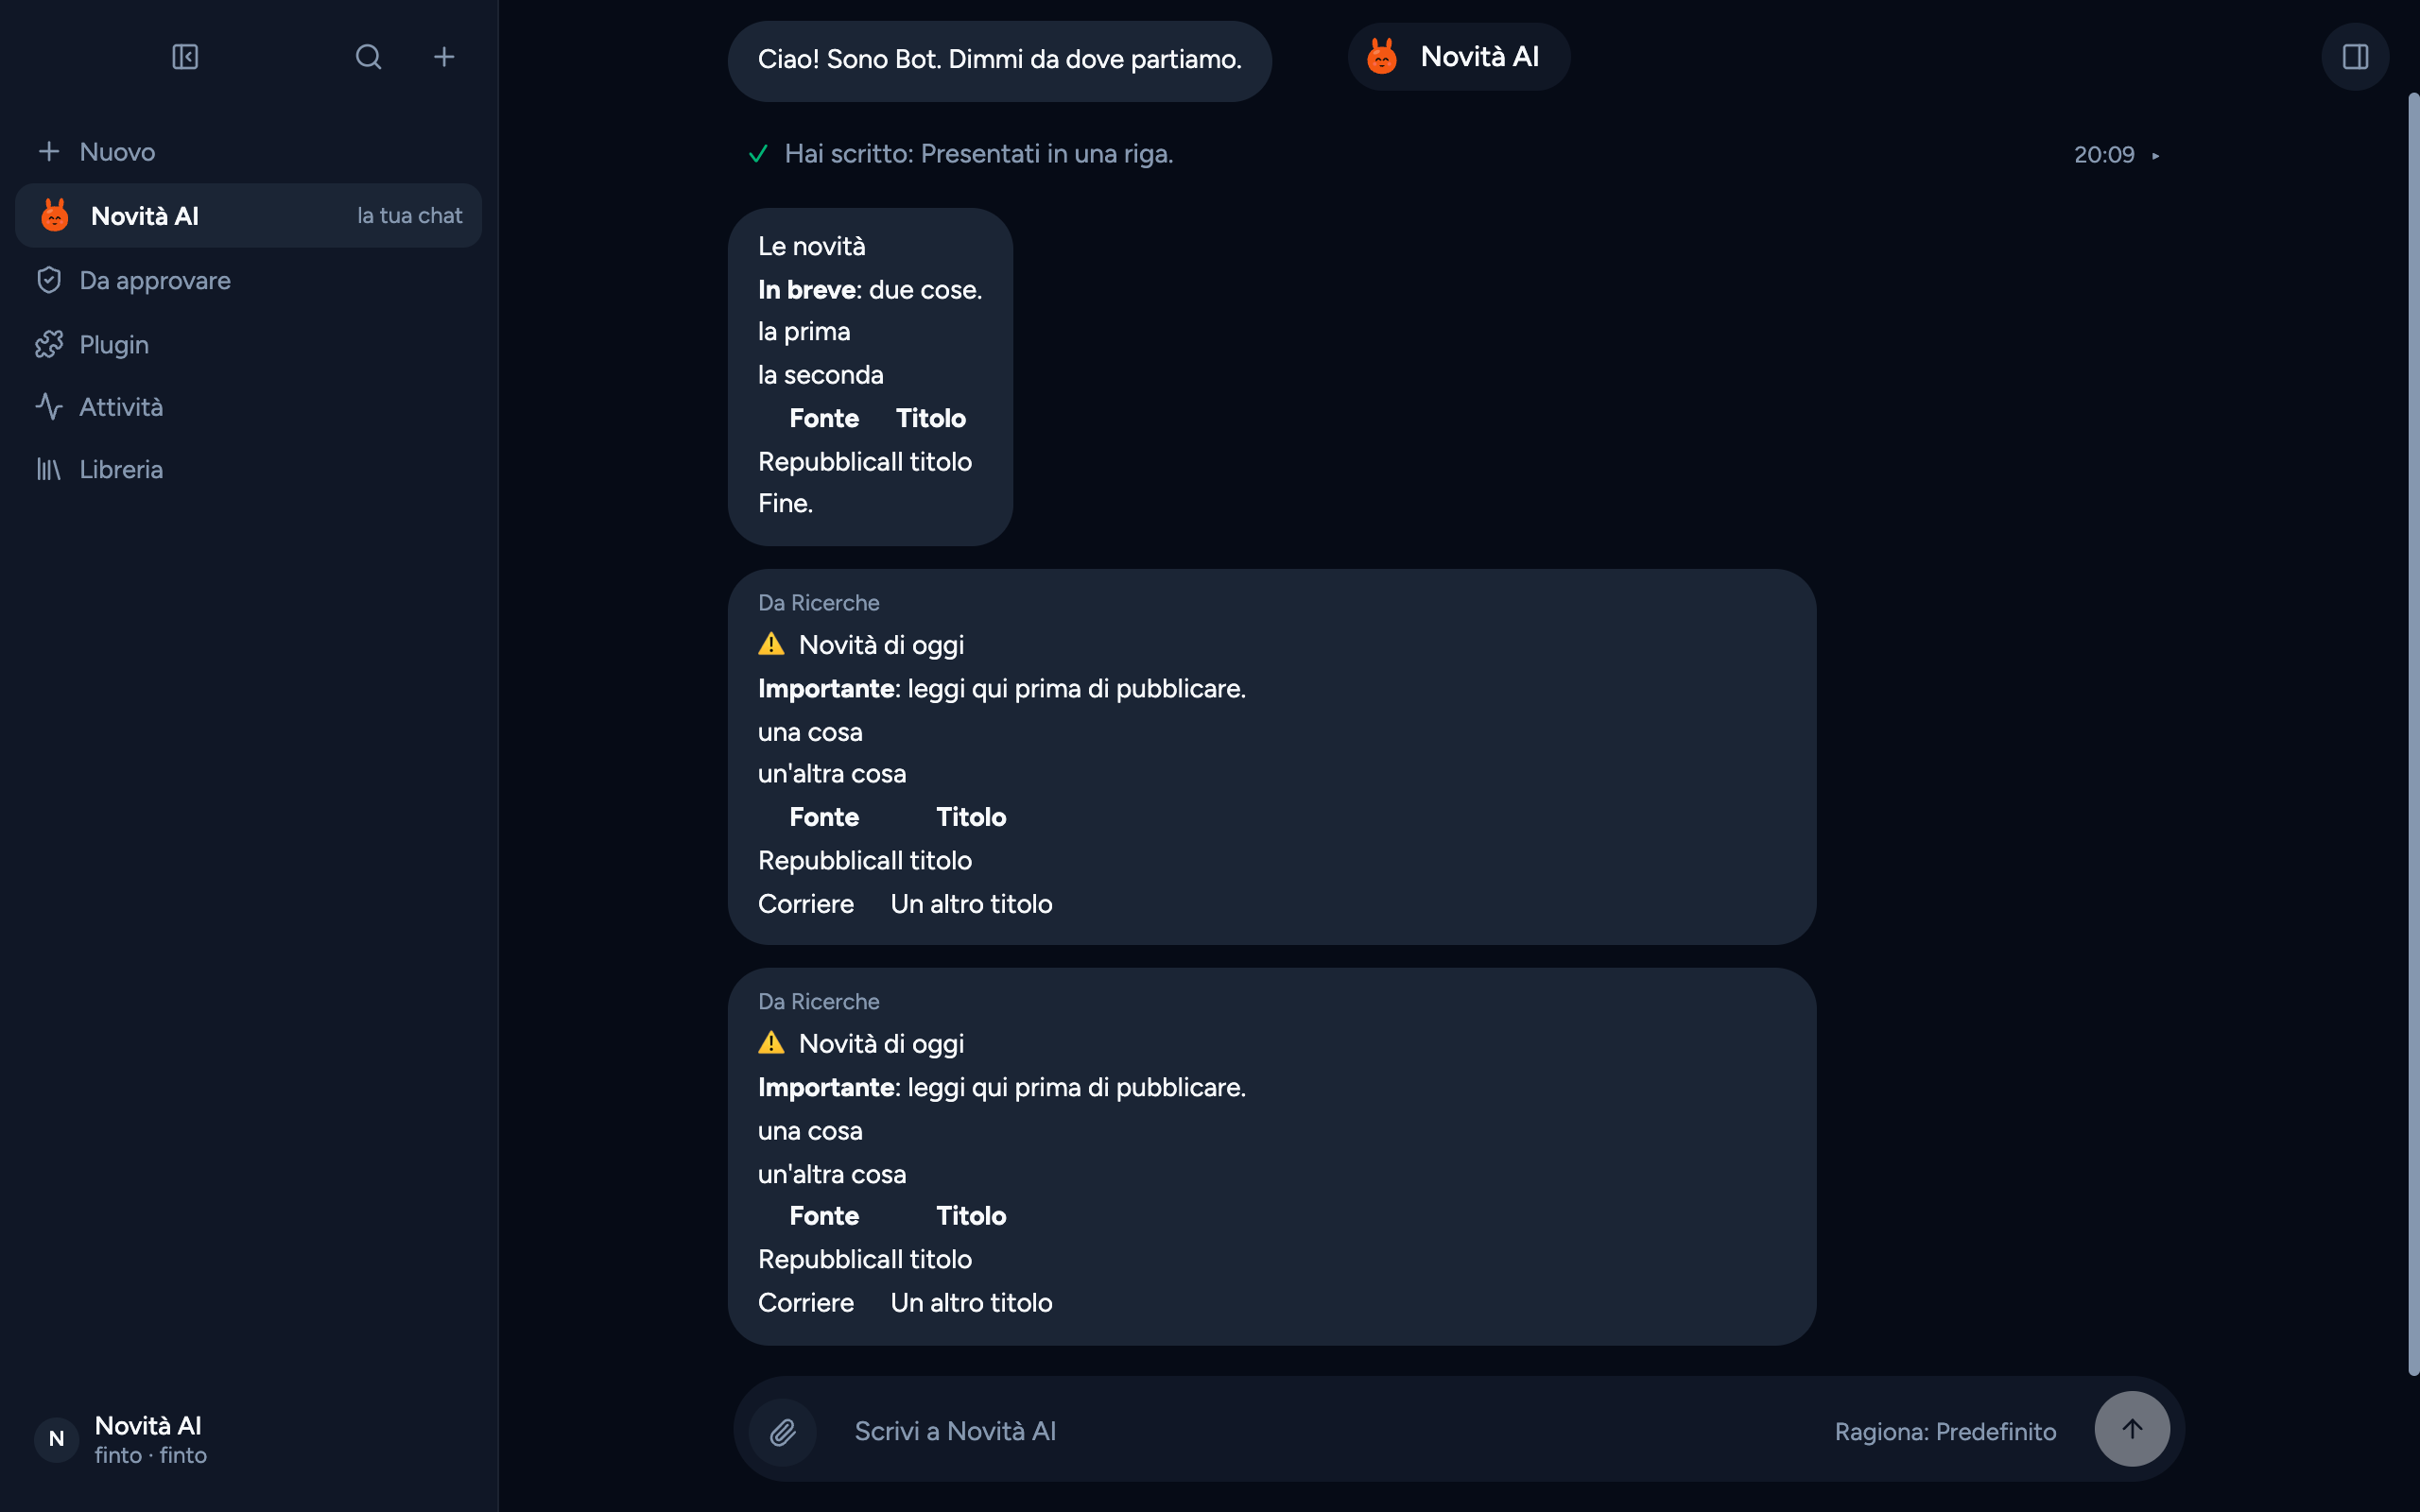 Nuovo
Novità AI
la tua chat
Da approvare
Plugin
Attività
Libreria
N
Novità AI
finto · finto
Ciao! Sono Bot. Dimmi da dove partiamo.
Novità AI
Hai scritto: Presentati in una riga.
20:09
Le novità
In breve: due cose.
la prima
la seconda
Fonte Titolo
RepubblicaIl titolo
Fine.
Da Ricerche
⚠️ Novità di oggi
Importante: leggi qui prima di pubblicare.
una cosa
un'altra cosa
Fonte Titolo
RepubblicaIl titolo
Corriere Un altro titolo
Da Ricerche
⚠️ Novità di oggi
Importante: leggi qui prima di pubblicare.
una cosa
un'altra cosa
Fonte Titolo
RepubblicaIl titolo
Corriere Un altro titolo
Scrivi a Novità AI
Ragiona: Predefinito